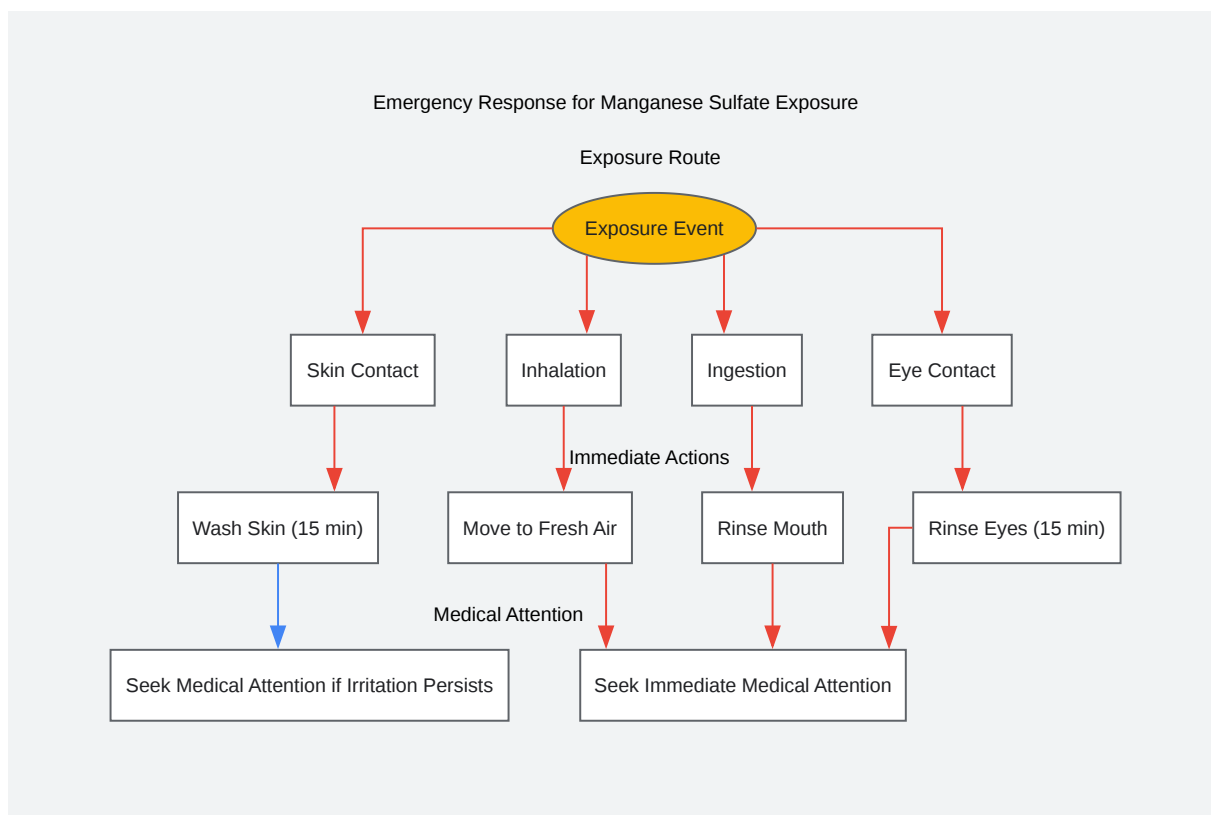 Emergency Response for Manganese Sulfate Exposure
Exposure Route
Exposure Event
Skin Contact
Inhalation
Ingestion
Eye Contact
Immediate Actions
Wash Skin (15 min)
Move to Fresh Air
Rinse Mouth
Rinse Eyes (15 min)
Medical Attention
Seek Medical Attention if Irritation Persists
Seek Immediate Medical Attention